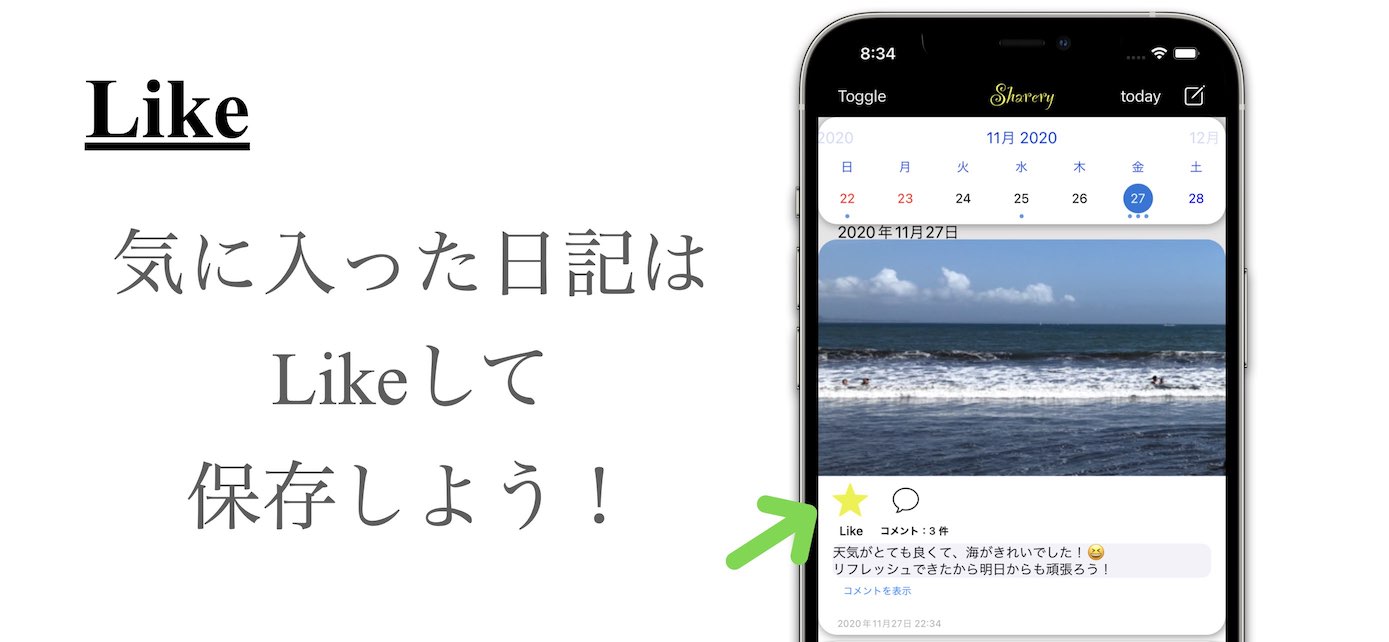 Like
気に入った日記は
Likeして
保存しよう！
8:34
Toggle
Sharery
today
2020
11月 2020
12月
日 月 火 水 木 金 土
22 23 24 25 26 27 28
2020年11月27日
Like
コメント：3 件
天気がとても良くて、海がきれいでした！😆
リフレッシュできたから明日からも頑張ろう！
コメントを表示
2020年11月27日 22:34